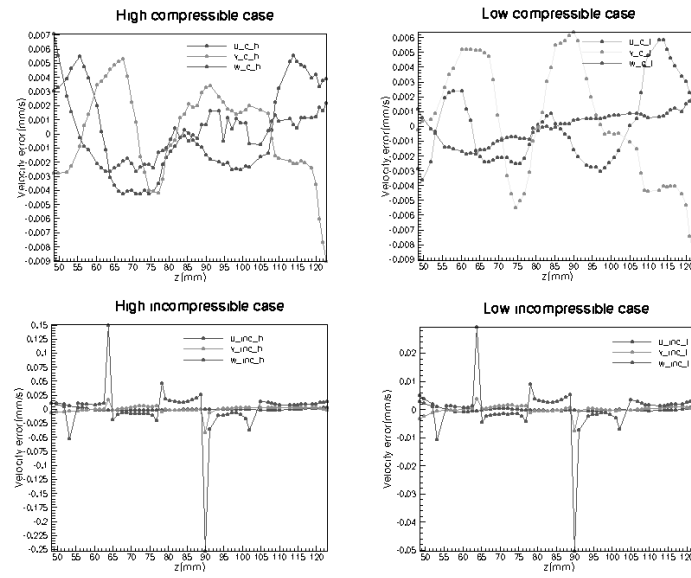 High compressible case
Velocity error(mm/s)
0.007
0.006
0.005
0.004
0.003
0.002
0.001
0
-0.001
-0.002
-0.003
-0.004
-0.005
-0.006
-0.007
-0.008
-0.009
u_c_h
v_c_h
w_c_h
50 55 60 65 70 75 80 85 90 95 100 105 110 115 120
z(mm)
Low compressible case
Velocity error(mm/s)
0.006
0.005
0.004
0.003
0.002
0.001
0
-0.001
-0.002
-0.003
-0.004
-0.005
-0.006
-0.007
-0.008
-0.009
u_c_l
v_c_l
w_c_l
50 55 60 65 70 75 80 85 90 95 100 105 110 115 120
z(mm)
High incompressible case
Velocity error(mm/s)
0.15
0.125
0.1
0.075
0.05
0.025
0
-0.025
-0.05
-0.075
-0.1
-0.125
-0.15
-0.175
-0.2
-0.225
-0.25
u_inc_h
v_inc_h
w_inc_h
50 55 60 65 70 75 80 85 90 95 100 105 110 115 120
z(mm)
Low incompressible case
Velocity error(mm/s)
0.02
0.01
0
-0.01
-0.02
-0.03
-0.04
-0.05
u_inc_l
v_inc_l
w_inc_l
50 55 60 65 70 75 80 85 90 95 100 105 110 115 120
z(mm)